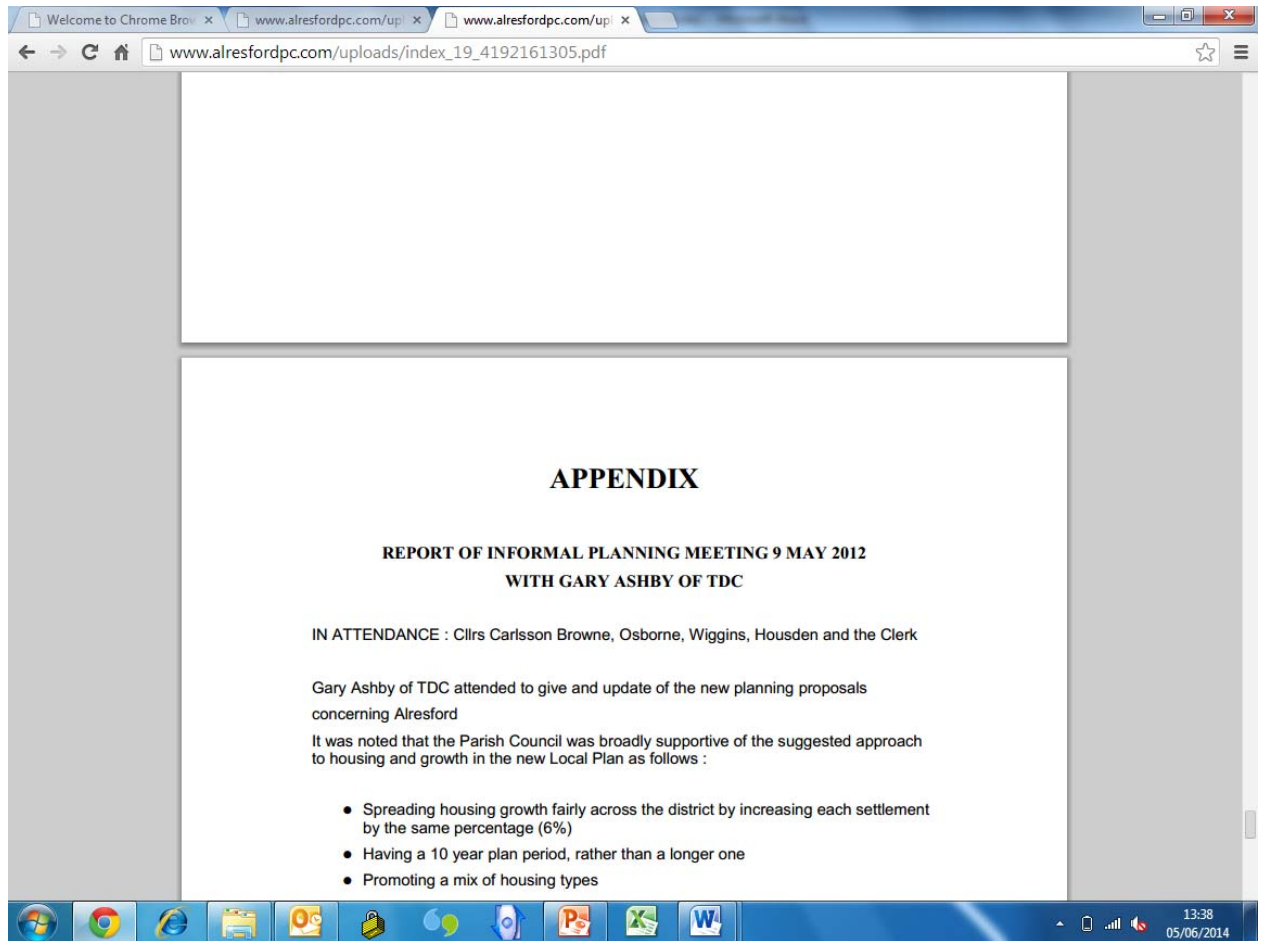 Welcome to Chrome Brov
www.alresfordpc.com/upl
www.alresfordpc.com/upl
www.alresfordpc.com/uploads/index_19_4192161305.pdf
APPENDIX
REPORT OF INFORMAL PLANNING MEETING 9 MAY 2012
WITH GARY ASHBY OF TDC
IN ATTENDANCE : Cllrs Carlsson Browne, Osborne, Wiggins, Housden and the Clerk
Gary Ashby of TDC attended to give and update of the new planning proposals
concerning Alresford
It was noted that the Parish Council was broadly supportive of the suggested approach
to housing and growth in the new Local Plan as follows :
● Spreading housing growth fairly across the district by increasing each settlement
by the same percentage (6%)
● Having a 10 year plan period, rather than a longer one
● Promoting a mix of housing types
13:38
05/06/2014